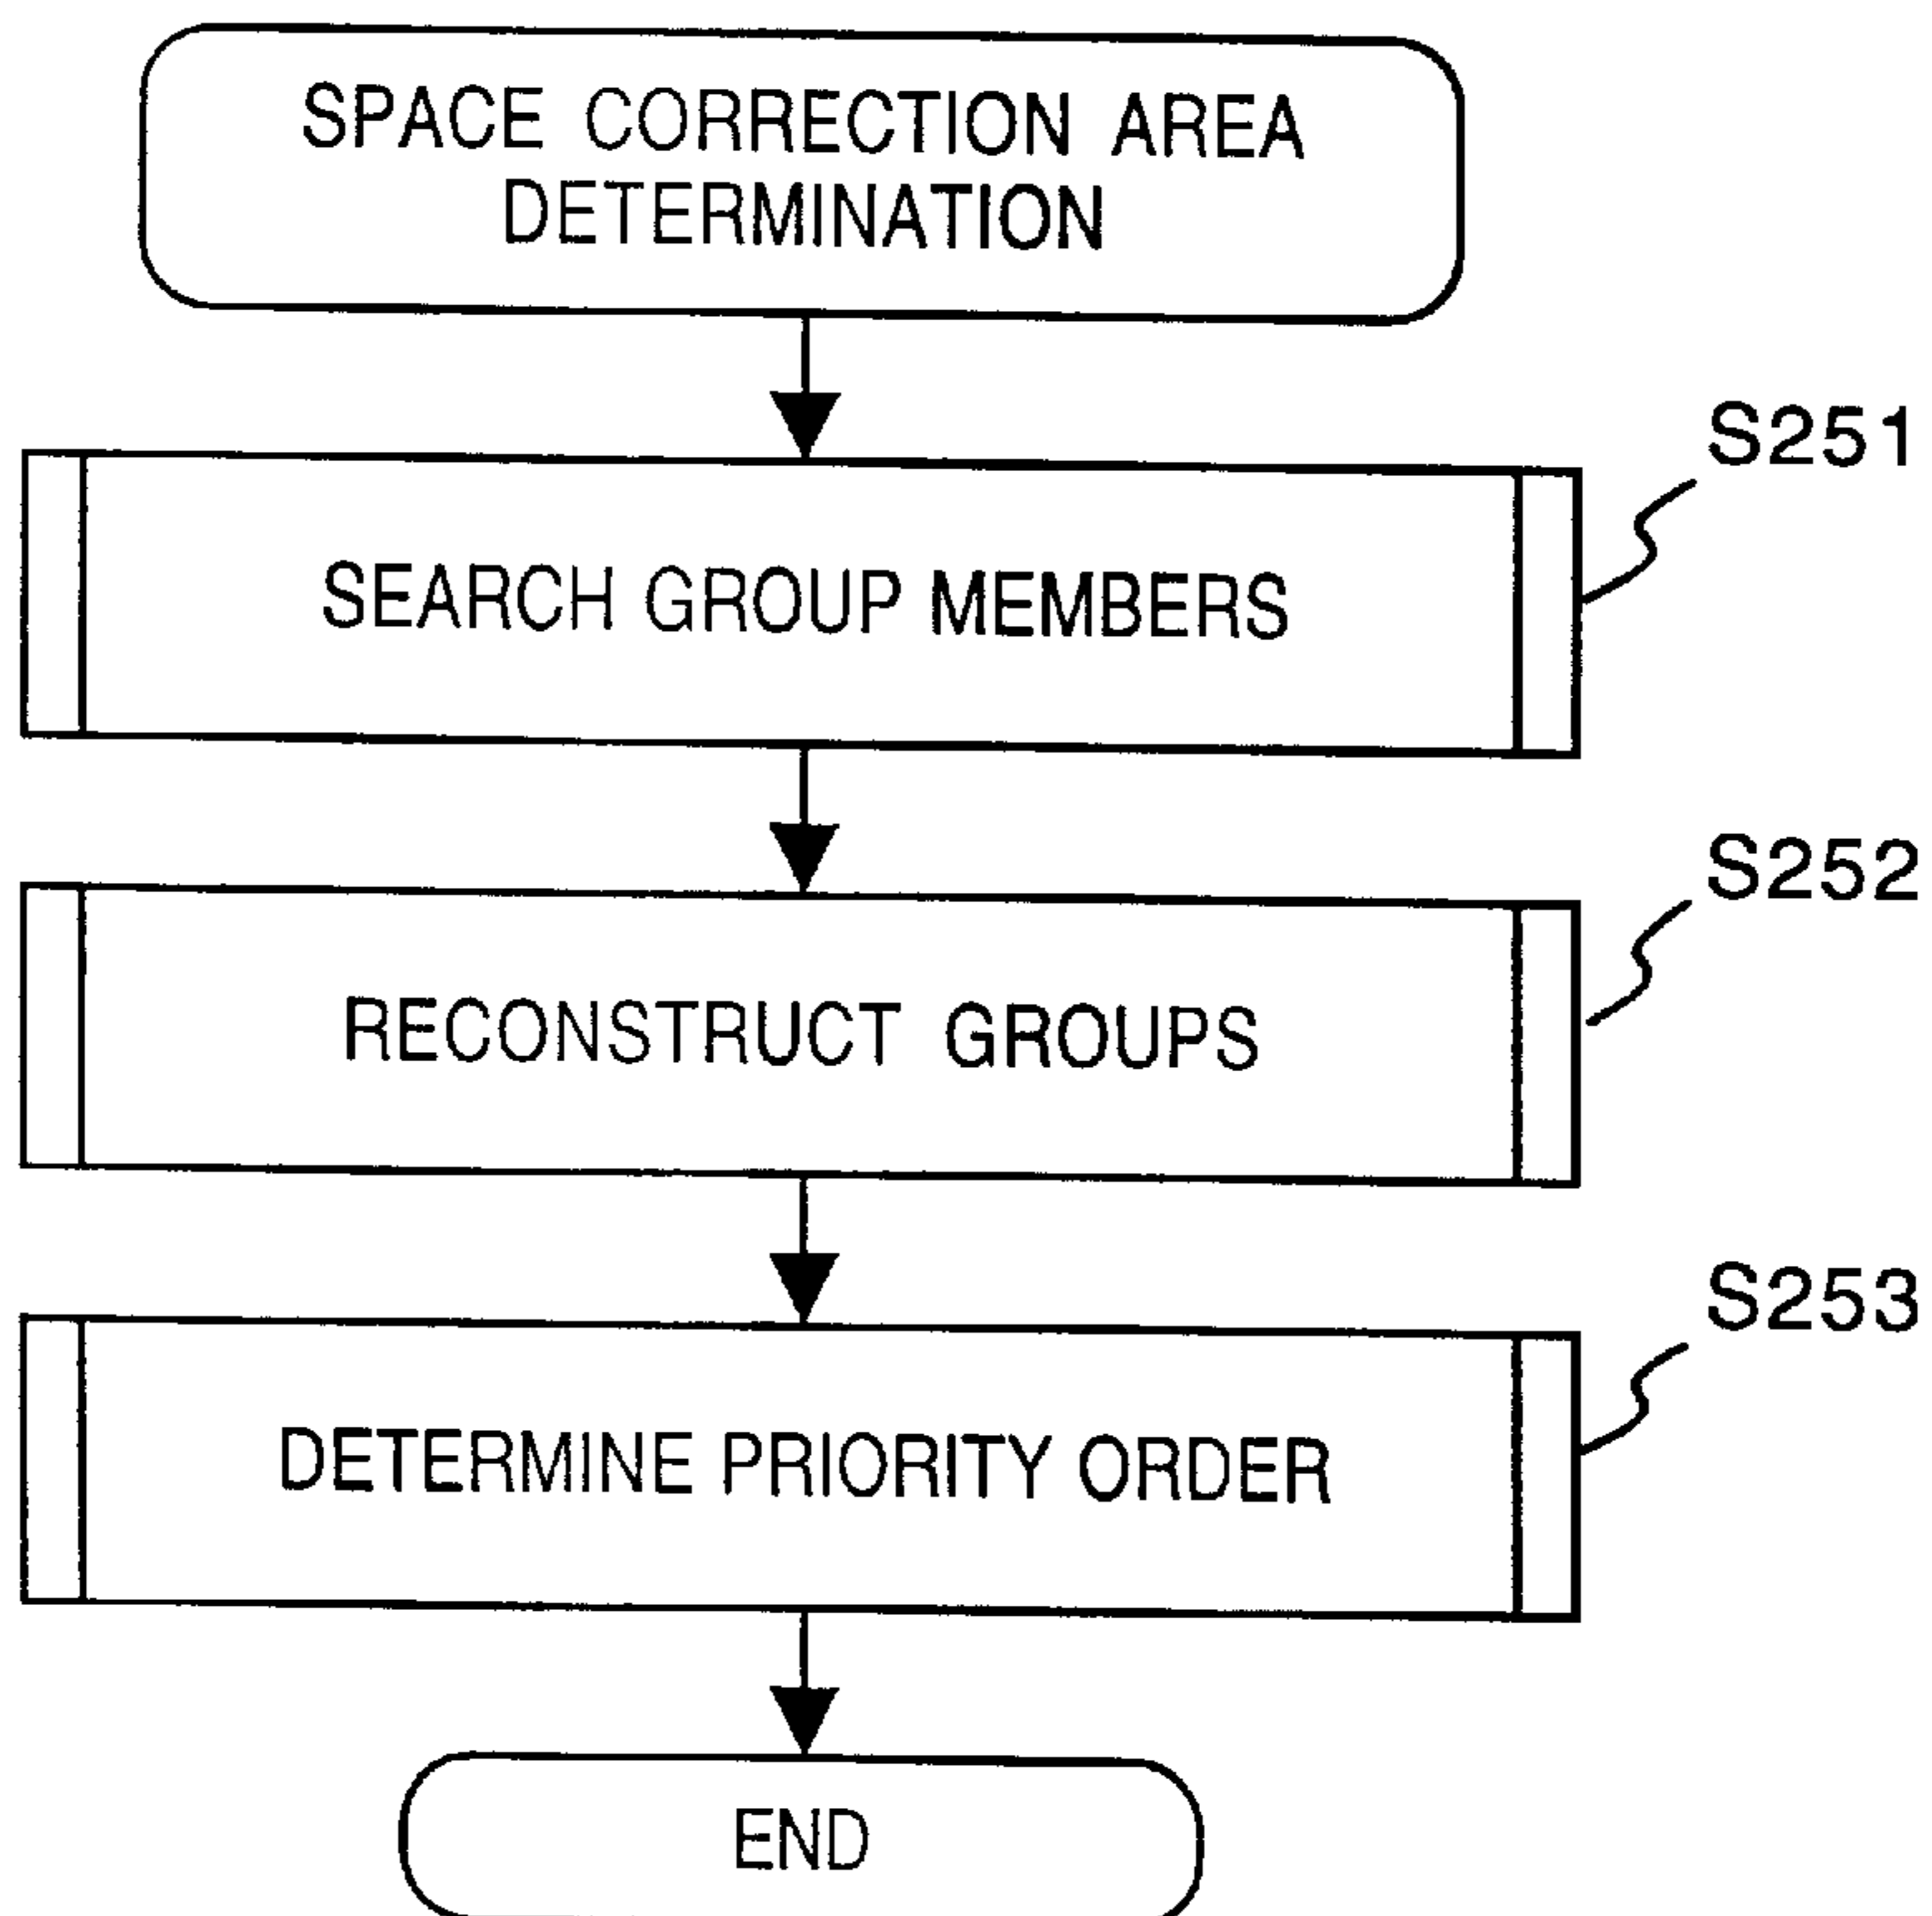 SPACE CORRECTION AREA
DETERMINATION
S251
SEARCH GROUP MEMBERS
S252
RECONSTRUCT GROUPS
S253
DETERMINE PRIORITY ORDER
END